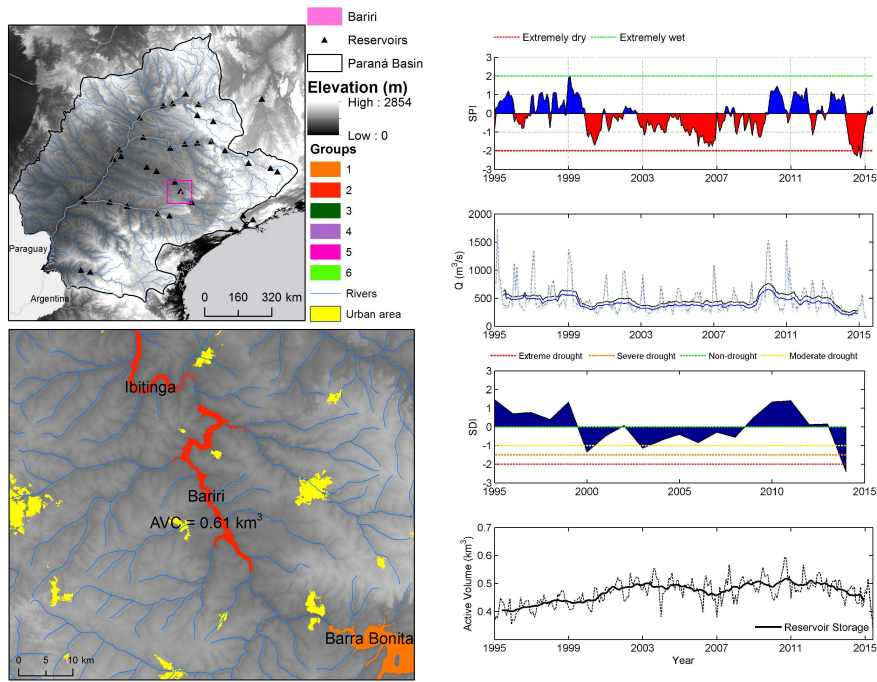 Bariri
Reservoirs
Paraná Basin
Elevation (m)
High : 2854
Low : 0
Groups
1
2
3
4
5
6
Rivers
Urban area
Paraguay
Argentina
0 160 320 km
Ibitinga
Bariri
AVC = 0.61 km³
Barra Bonita
0 5 10 km
Extremely dry Extremely wet
SPI
3
2
1
0
-1
-2
-3
1995 1999 2003 2007 2011 2015
Q (m³/s)
2000
1500
1000
500
0
1995 1999 2003 2007 2011 2015
Extreme drought Severe drought Non-drought Moderate drought
SDI
3
2
1
0
-1
-2
-3
1995 2000 2005 2010 2015
Active Volume (km³)
0.7
0.6
0.5
0.4
Reservoir Storage
1995 1999 2003 2007 2011 2015
Year